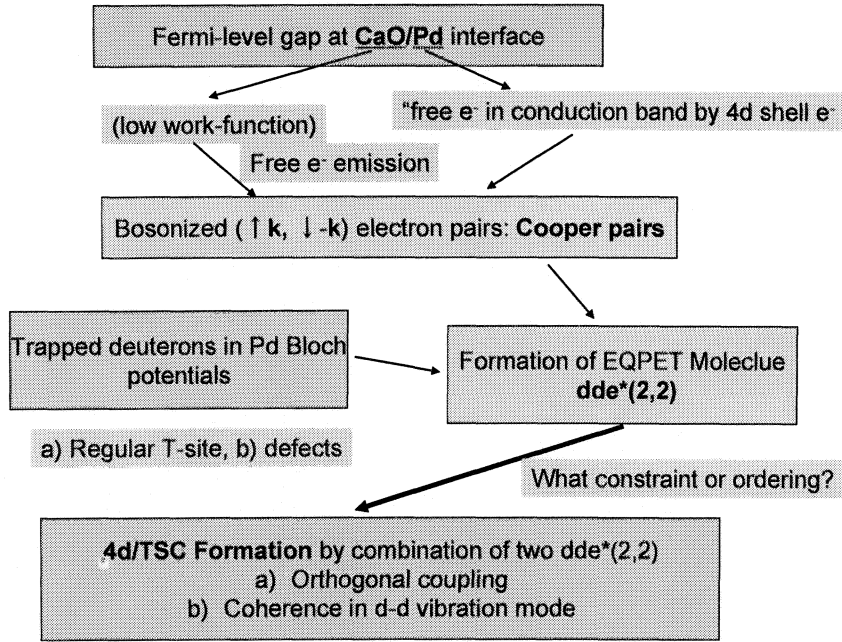 Fermi-level gap at CaO/Pd interface
(low work-function)
"free e- in conduction band by 4d shell e-
Free e- emission
Bosonized (↑k, ↓-k) electron pairs: Cooper pairs
Trapped deuterons in Pd Bloch
potentials
Formation of EQPET Moleclue
dde*(2,2)
a) Regular T-site, b) defects
What constraint or ordering?
4d/TSC Formation by combination of two dde*(2,2)
a) Orthogonal coupling
b) Coherence in d-d vibration mode